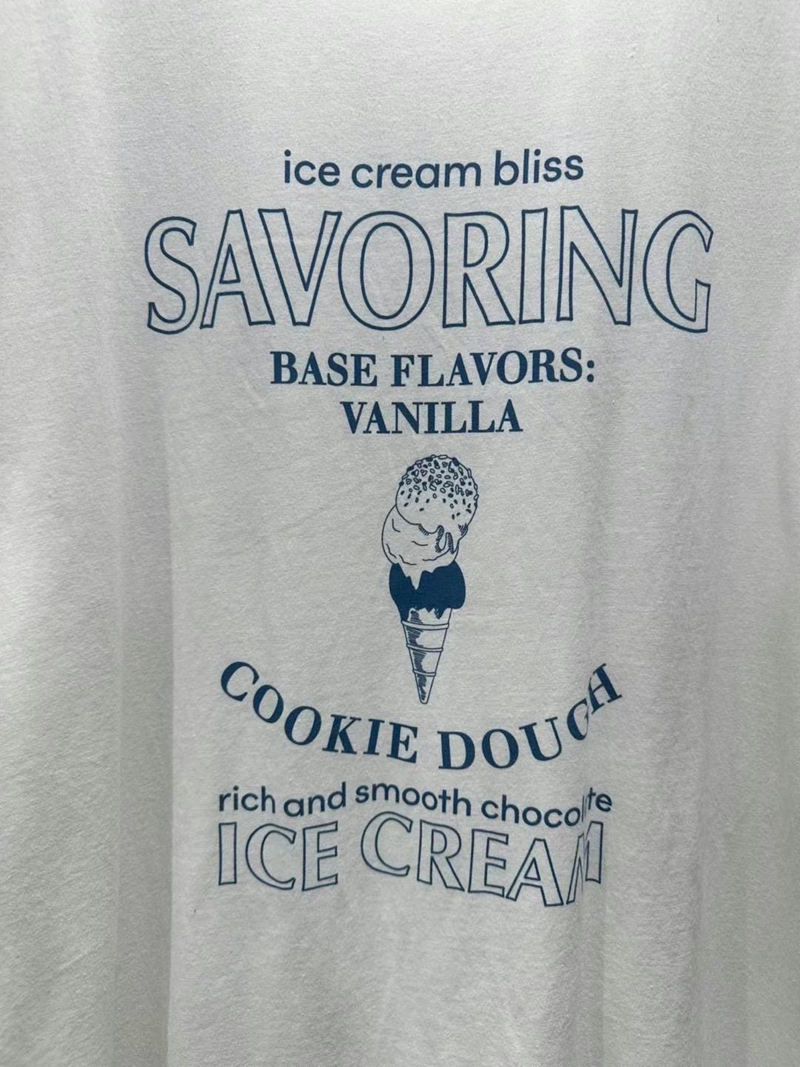 ice cream bliss
SAVORING
BASE FLAVORS:
VANILLA
COOKIE DOUGH
rich and smooth chocolate
ICE CREAM